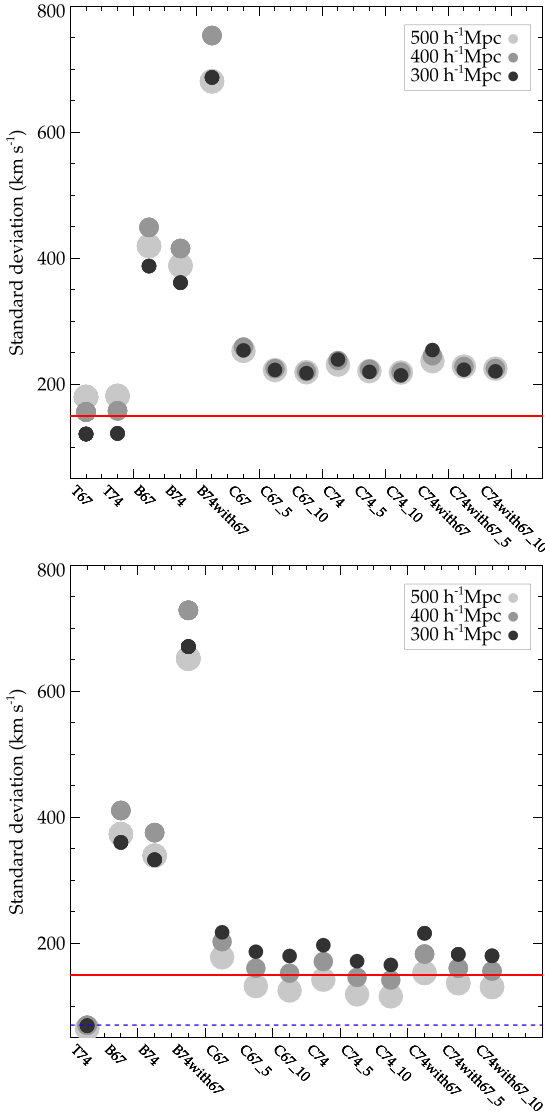 800
500 h⁻¹Mpc
400 h⁻¹Mpc
300 h⁻¹Mpc
600
400
200
Standard deviation (km s⁻¹)
T67
T74
B67
B74
B74with67
C67
C67_5
C67_10
C74
C74_5
C74_10
C74with67
C74with67_5
C74with67_10
800
500 h⁻¹Mpc
400 h⁻¹Mpc
300 h⁻¹Mpc
600
400
200
Standard deviation (km s⁻¹)
T74
B67
B74
B74with67
C67
C67_5
C67_10
C74
C74_5
C74_10
C74with67
C74with67_5
C74with67_10